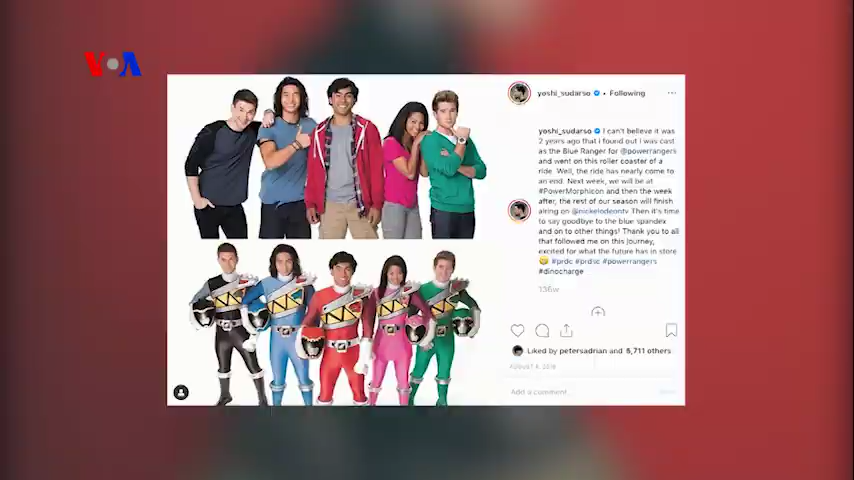 VOA
yoshi_sudarso • Following
yoshi_sudarso I can't believe it was
2 years ago that i found out I was cast
as the Blue Ranger for @powerrangers
and went on this roller coaster of a
ride. Well, the ride has nearly come to
an end. Next week, we will be at
#PowerMorphicon and then the week
after, the rest of our season will finish
airing on @nickelodeontv Then it's time
to say goodbye to the blue spandex
and on to other things! Thank you to all
that followed me on this journey,
excited for what the future has in store
😀 #prdc #prdsc #powerrangers
#dinocharge
136w
Liked by petersadrian and 6,711 others
Add a comment...